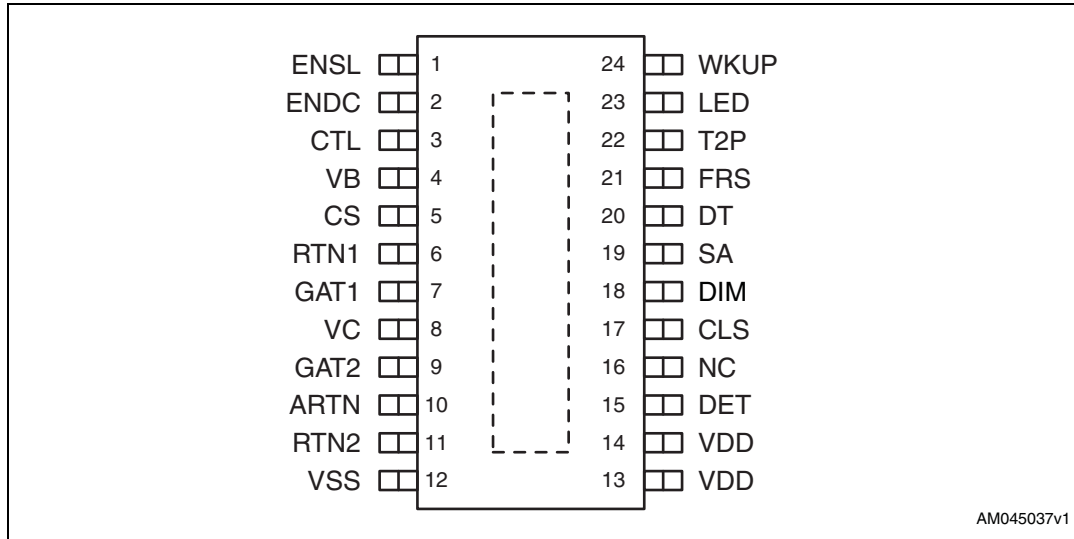 ENSL 1 24 WKUP
ENDC 2 23 LED
CTL 3 22 T2P
VB 4 21 FRS
CS 5 20 DT
RTN1 6 19 SA
GAT1 7 18 DIM
VC 8 17 CLS
GAT2 9 16 NC
ARTN 10 15 DET
RTN2 11 14 VDD
VSS 12 13 VDD
AM045037v1